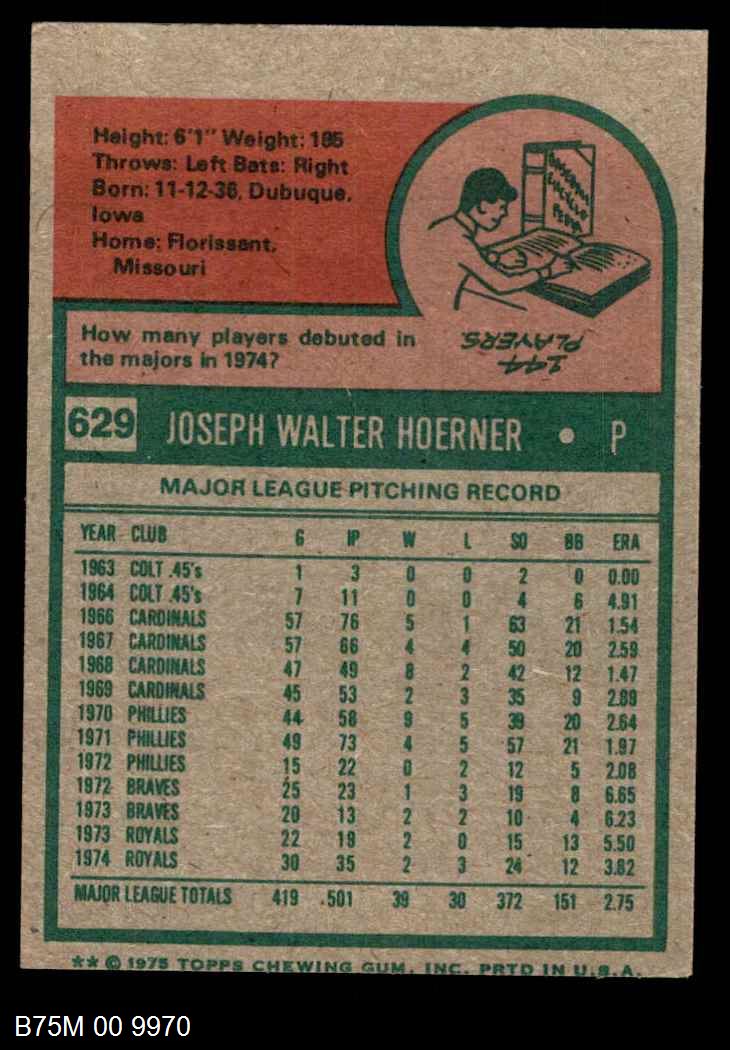 Height: 6'1" Weight: 185
Throws: Left Bats: Right
Born: 11-12-36, Dubuque,
Iowa
Home: Florissant,
Missouri
BASEBALL
ENCYCLO
PEDIA
How many players debuted in
the majors in 1974?
144
PLAYERS.
629 JOSEPH WALTER HOERNER • P
MAJOR LEAGUE PITCHING RECORD
YEAR CLUB G IP W L SO BB ERA
1963 COLT .45's 1 3 0 0 2 0 0.00
1964 COLT .45's 7 11 0 0 4 6 4.91
1966 CARDINALS 57 76 5 1 63 21 1.54
1967 CARDINALS 57 66 4 4 50 20 2.59
1968 CARDINALS 47 49 8 2 42 12 1.47
1969 CARDINALS 45 53 2 3 35 9 2.89
1970 PHILLIES 44 58 9 5 39 20 2.64
1971 PHILLIES 49 73 4 5 57 21 1.97
1972 PHILLIES 15 22 0 2 12 5 2.08
1972 BRAVES 25 23 1 3 19 8 6.65
1973 BRAVES 20 13 2 2 10 4 6.23
1973 ROYALS 22 19 2 0 15 13 5.50
1974 ROYALS 30 35 2 3 24 12 3.82
MAJOR LEAGUE TOTALS 419 .501 39 30 372 151 2.75
** © 1975 TOPPS CHEWING GUM, INC. PRTD IN U.S.A.
B75M 00 9970